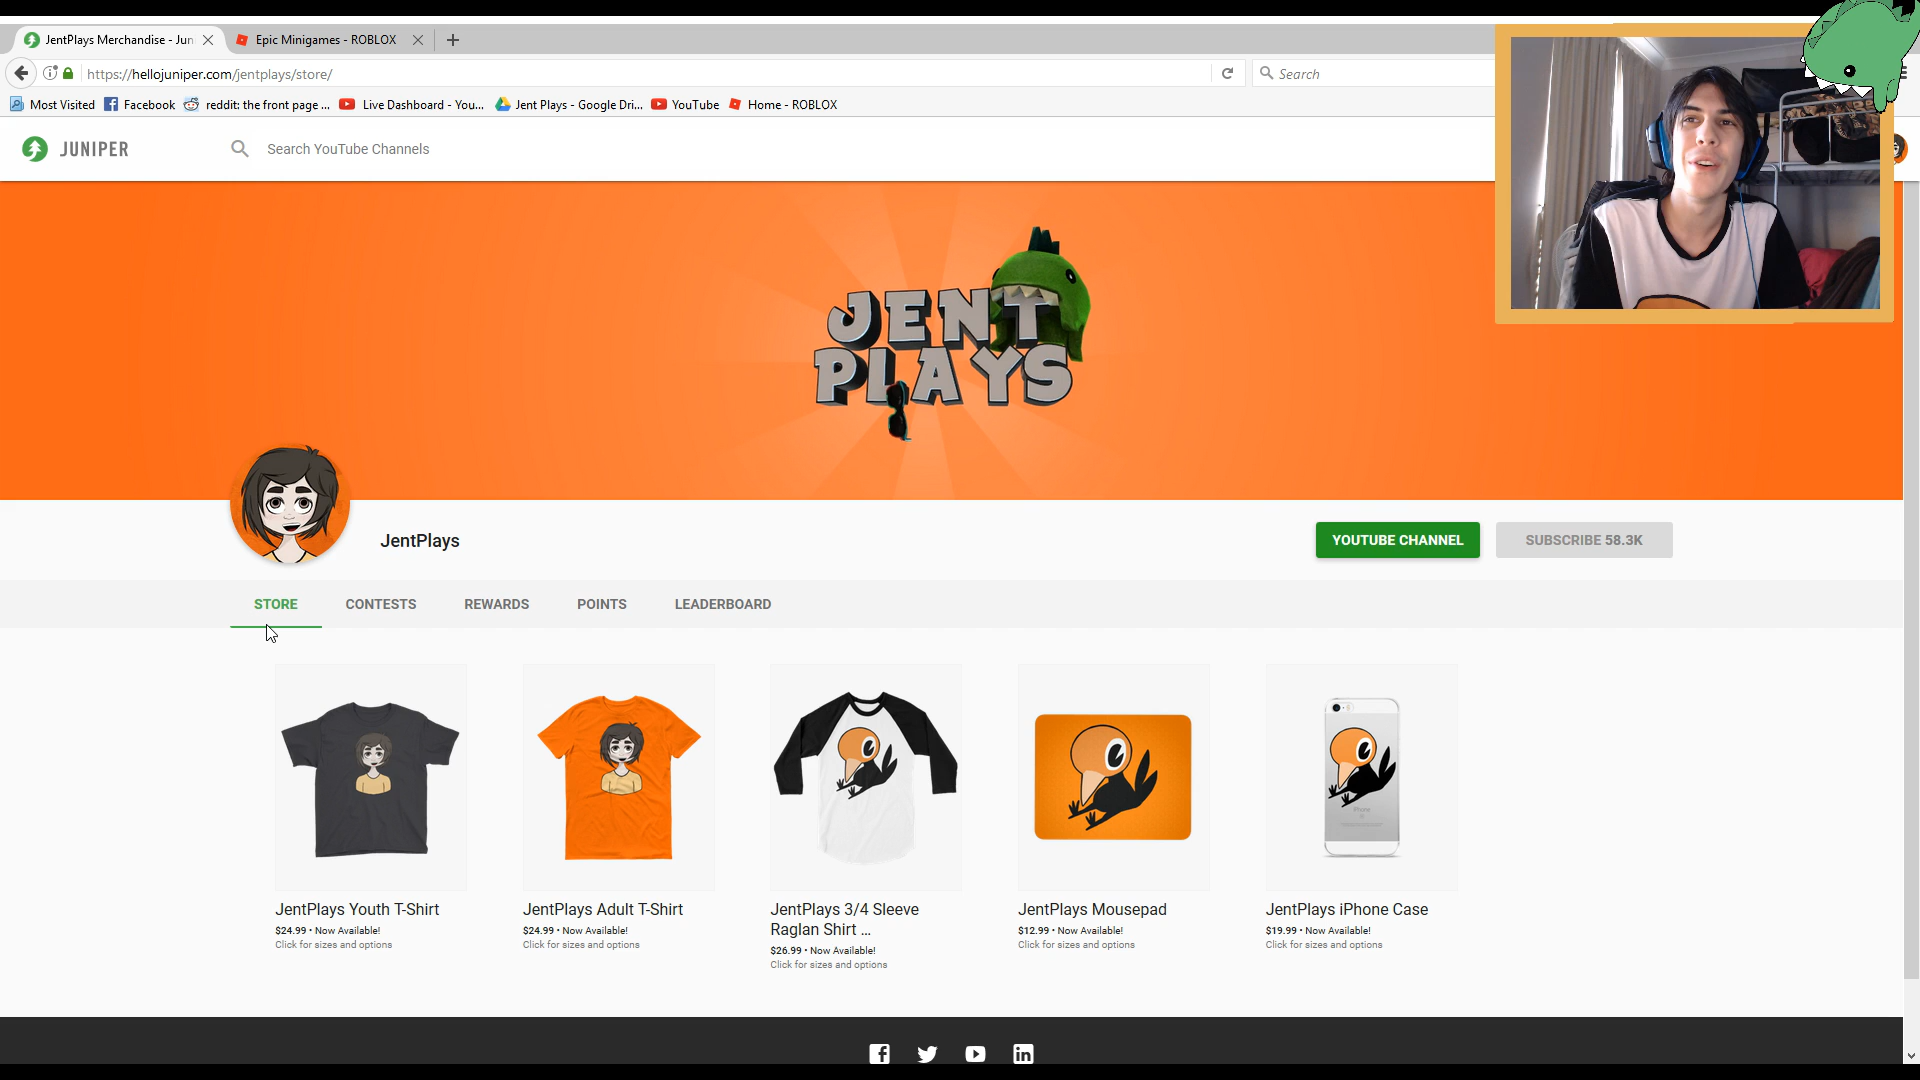 JentPlays Merchandise - Jun
Epic Minigames - ROBLOX
https://hellojuniper.com/jentplays/store/
Search
Most Visited
Facebook
reddit: the front page ...
Live Dashboard - You...
Jent Plays - Google Dri...
YouTube
Home - ROBLOX
JUNIPER
Search YouTube Channels
JENT
PLAYS
JentPlays
YOUTUBE CHANNEL
SUBSCRIBE 58.3K
STORE
CONTESTS
REWARDS
POINTS
LEADERBOARD
JentPlays Youth T-Shirt
$24.99 • Now Available!
Click for sizes and options
JentPlays Adult T-Shirt
$24.99 • Now Available!
Click for sizes and options
JentPlays 3/4 Sleeve
Raglan Shirt ...
$26.99 • Now Available!
Click for sizes and options
JentPlays Mousepad
$12.99 • Now Available!
Click for sizes and options
iPhone
JentPlays iPhone Case
$19.99 • Now Available!
Click for sizes and options